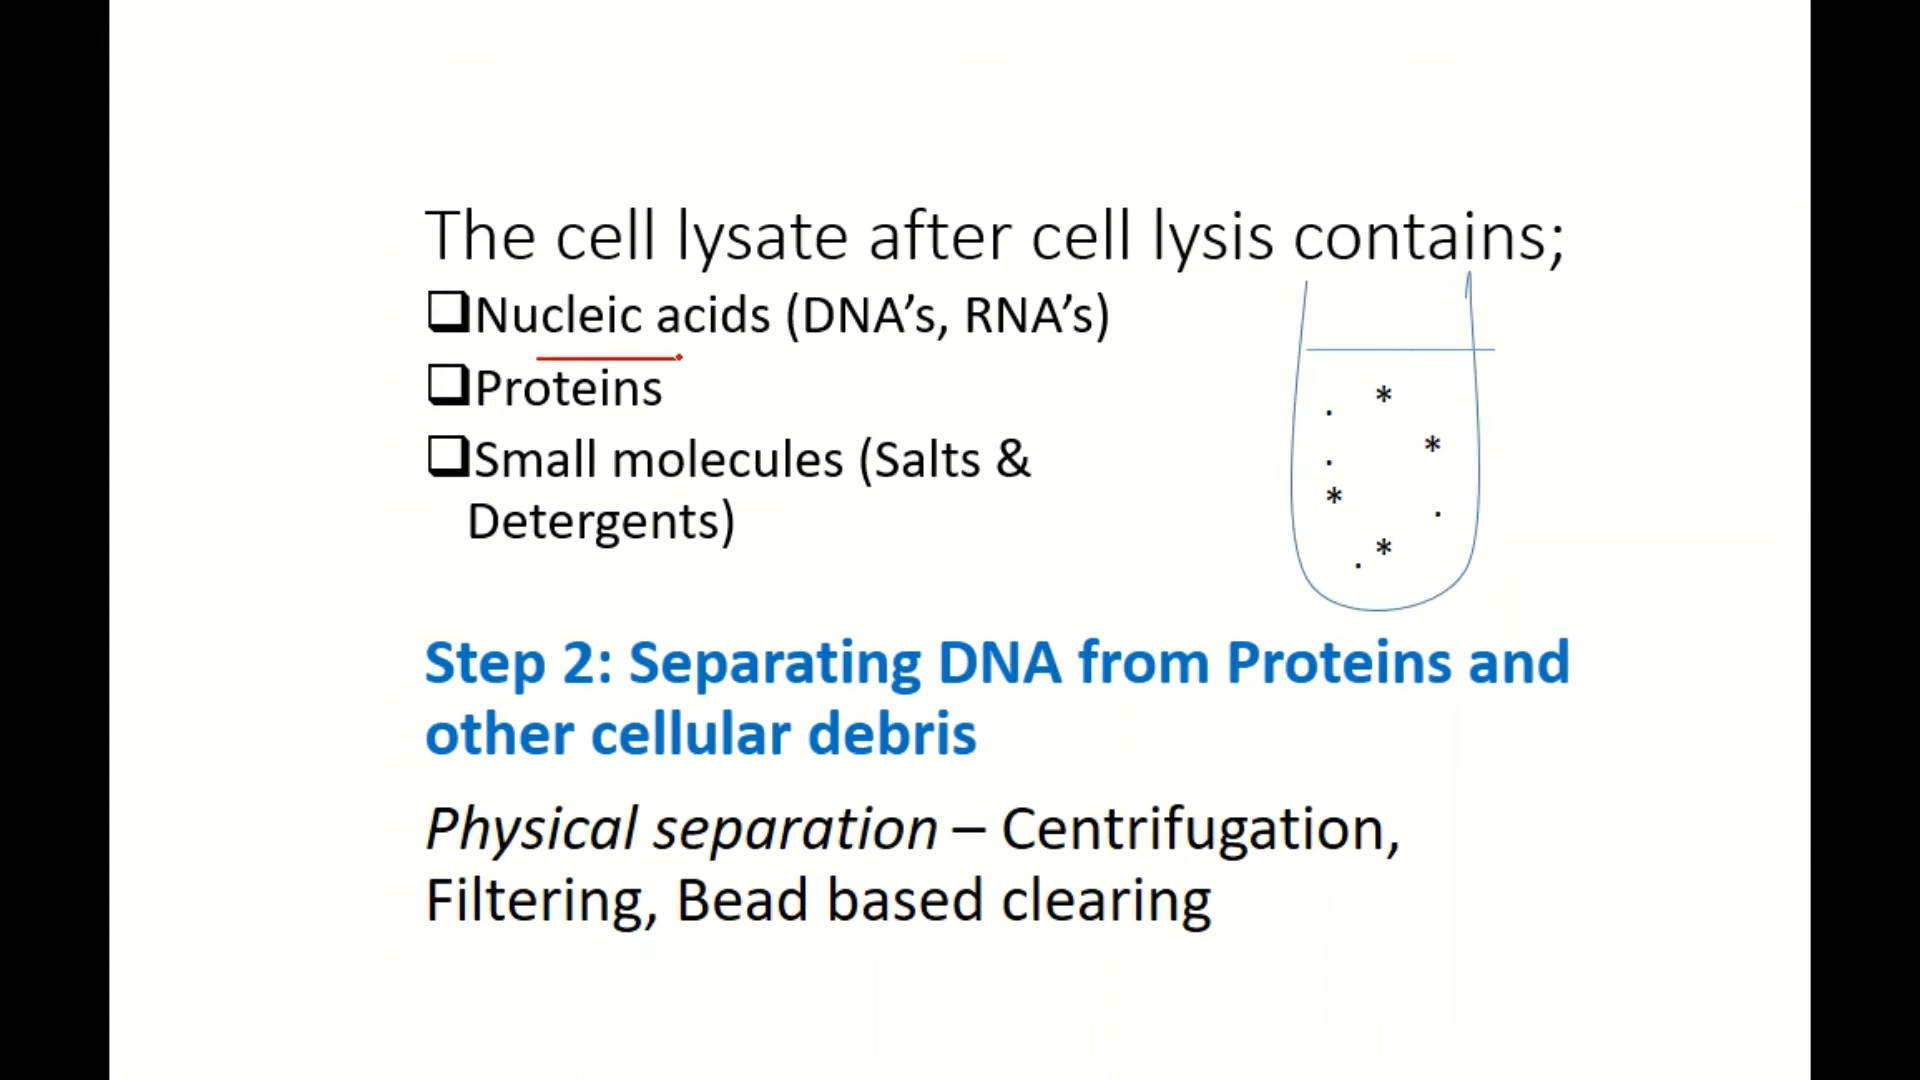 The cell lysate after cell lysis contains;
❑Nucleic acids (DNA’s, RNA’s)
❑Proteins
❑Small molecules (Salts &
Detergents)
. *
*
.
*
.
*
.
Step 2: Separating DNA from Proteins and
other cellular debris
Physical separation – Centrifugation,
Filtering, Bead based clearing